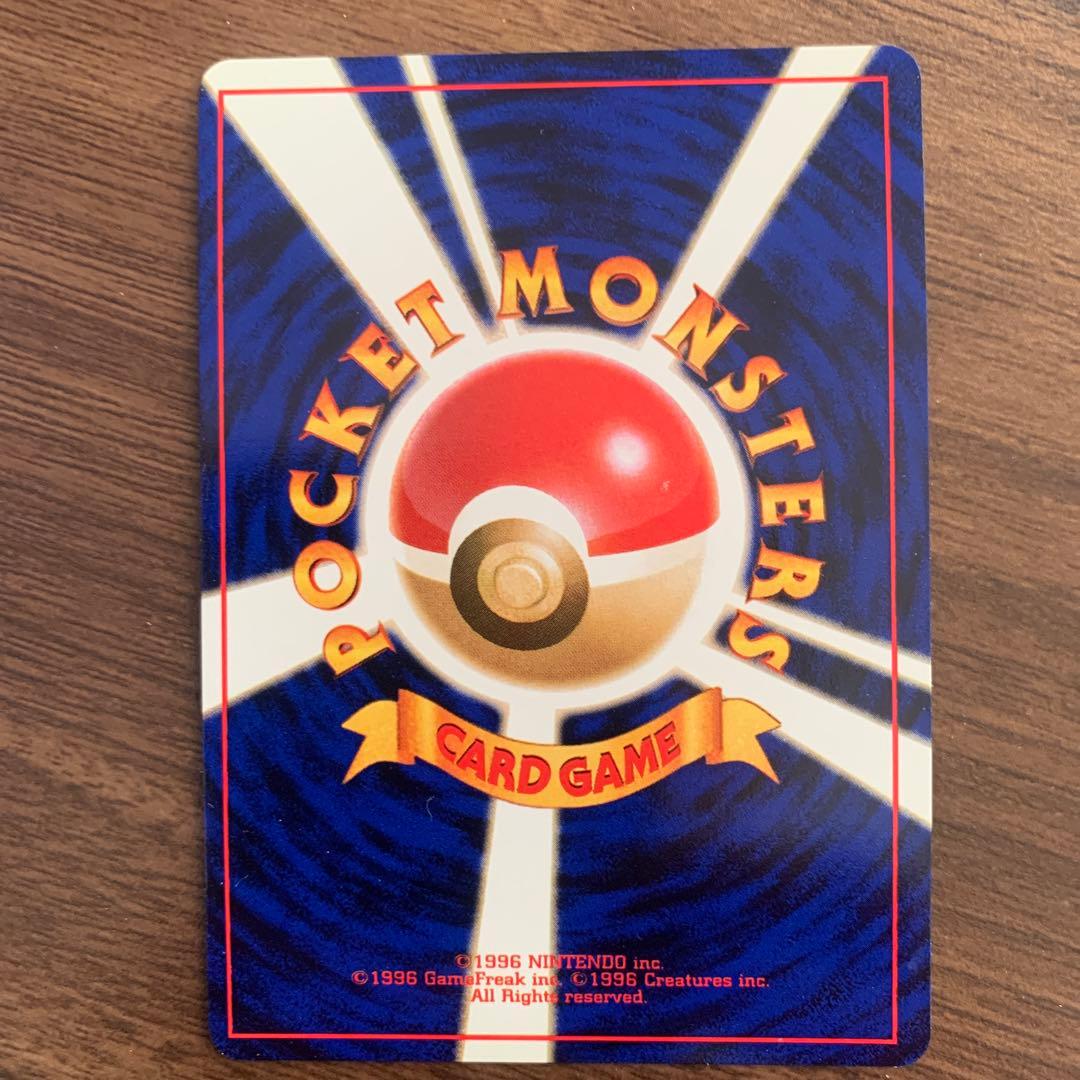 POCKET MONSTERS
CARD GAME
©1996 NINTENDO inc.
©1996 GameFreak inc. ©1996 Creatures inc.
All Rights reserved.